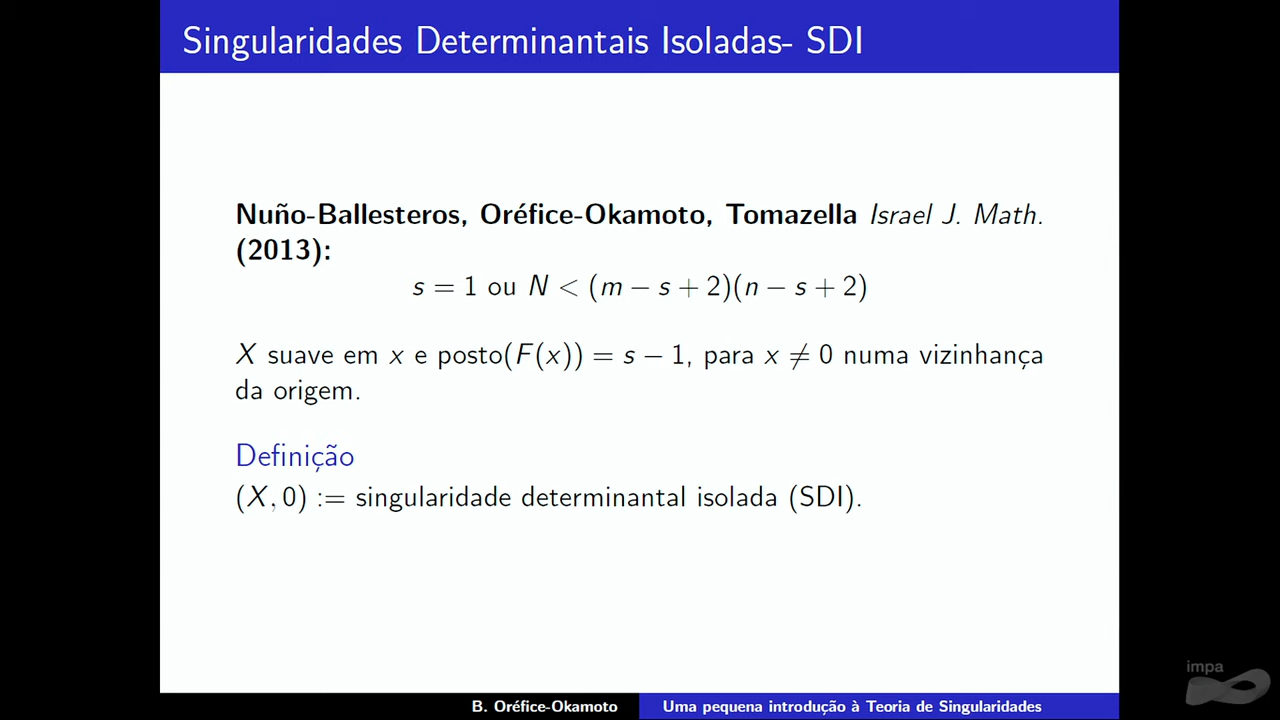 Singularidades Determinantais Isoladas- SDI
Nuño-Ballesteros, Oréfice-Okamoto, Tomazella Israel J. Math.
(2013):
s = 1 ou N < (m − s + 2)(n − s + 2)
X suave em x e posto(F(x)) = s − 1, para x ≠ 0 numa vizinhança
da origem.
Definição
(X, 0) := singularidade determinantal isolada (SDI).
impa
B. Oréfice-Okamoto
Uma pequena introdução à Teoria de Singularidades